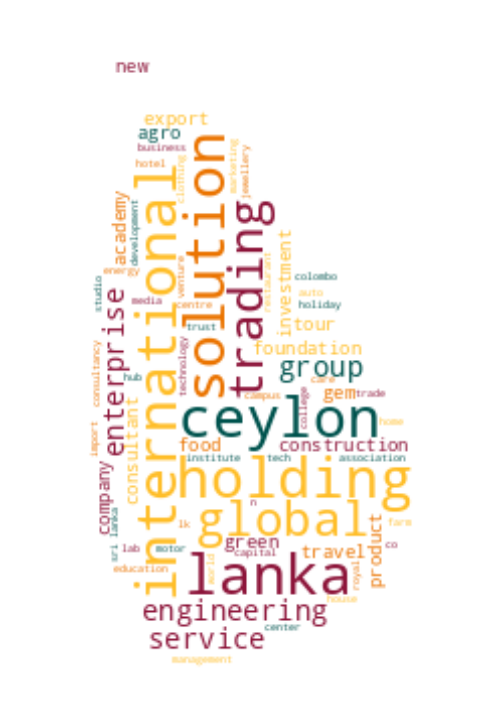 new
export
agro
business
hotel
clothing
solution
marketing
jewellery
international
academy
development
trading
energy
venture
restaurant
investment
colombo
studio
media
centre
auto
holiday
enterprise
trust
tour
foundation
consultancy
technology
group
hub
care
campus
college
gem
trade
consultant
ceylon
home
import
food
construction
institute
tech
association
company
holding
n
global
lk
farm
sri lanka
green
product
lab
motor
capital
travel
co
education
world
lanka
royal
house
engineering
center
service
management